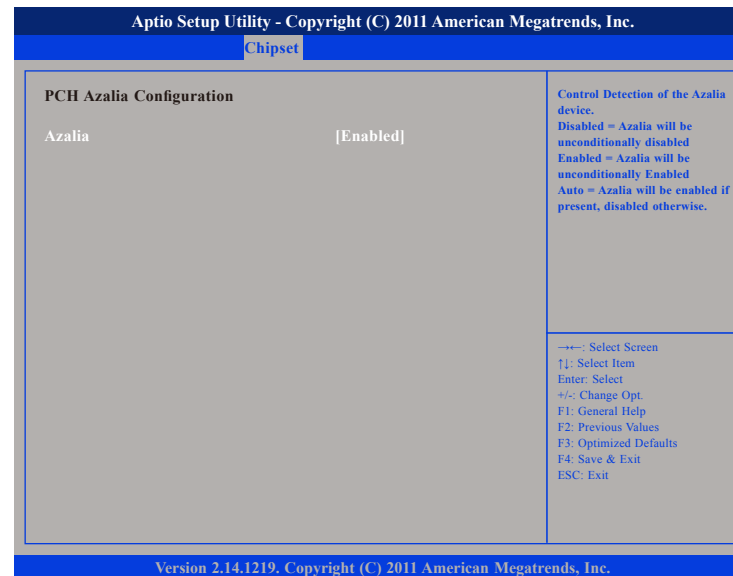 Aptio Setup Utility - Copyright (C) 2011 American Megatrends, Inc.
Chipset
PCH Azalia Configuration
Azalia [Enabled]
Control Detection of the Azalia
device.
Disabled = Azalia will be
unconditionally disabled
Enabled = Azalia will be
unconditionally Enabled
Auto = Azalia will be enabled if
present, disabled otherwise.
→←: Select Screen
↑↓: Select Item
Enter: Select
+/-: Change Opt.
F1: General Help
F2: Previous Values
F3: Optimized Defaults
F4: Save & Exit
ESC: Exit
Version 2.14.1219. Copyright (C) 2011 American Megatrends, Inc.